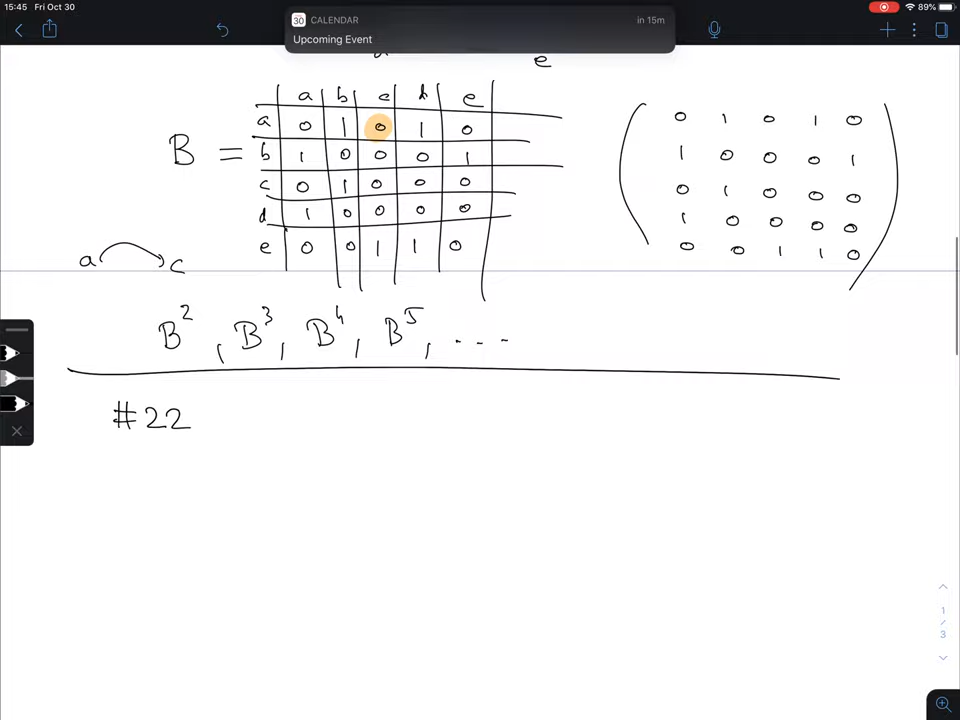 15:45 Fri Oct 30
89%
CALENDAR
in 15m
Upcoming Event
e
a b c d e
a 0 1 0 1 0
B = b 1 0 0 0 1
c 0 1 0 0 0
d 1 0 0 0 0
e 0 0 1 1 0
0 1 0 1 0
1 0 0 0 1
0 1 0 0 0
1 0 0 0 0
0 0 1 1 0
a c
B², B³, B⁴, B⁵, ...
#22
1
/
3